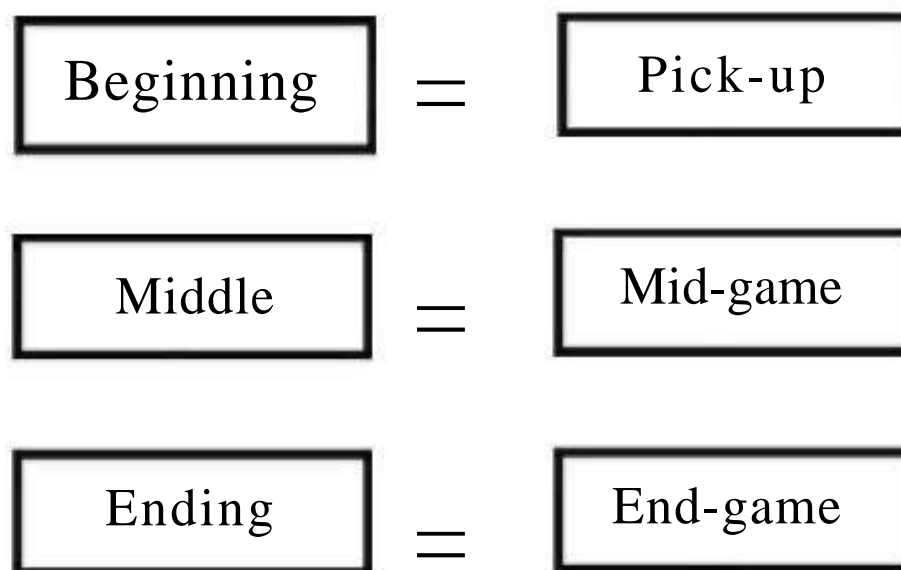 Beginning = Pick-up
Middle = Mid-game
Ending = End-game